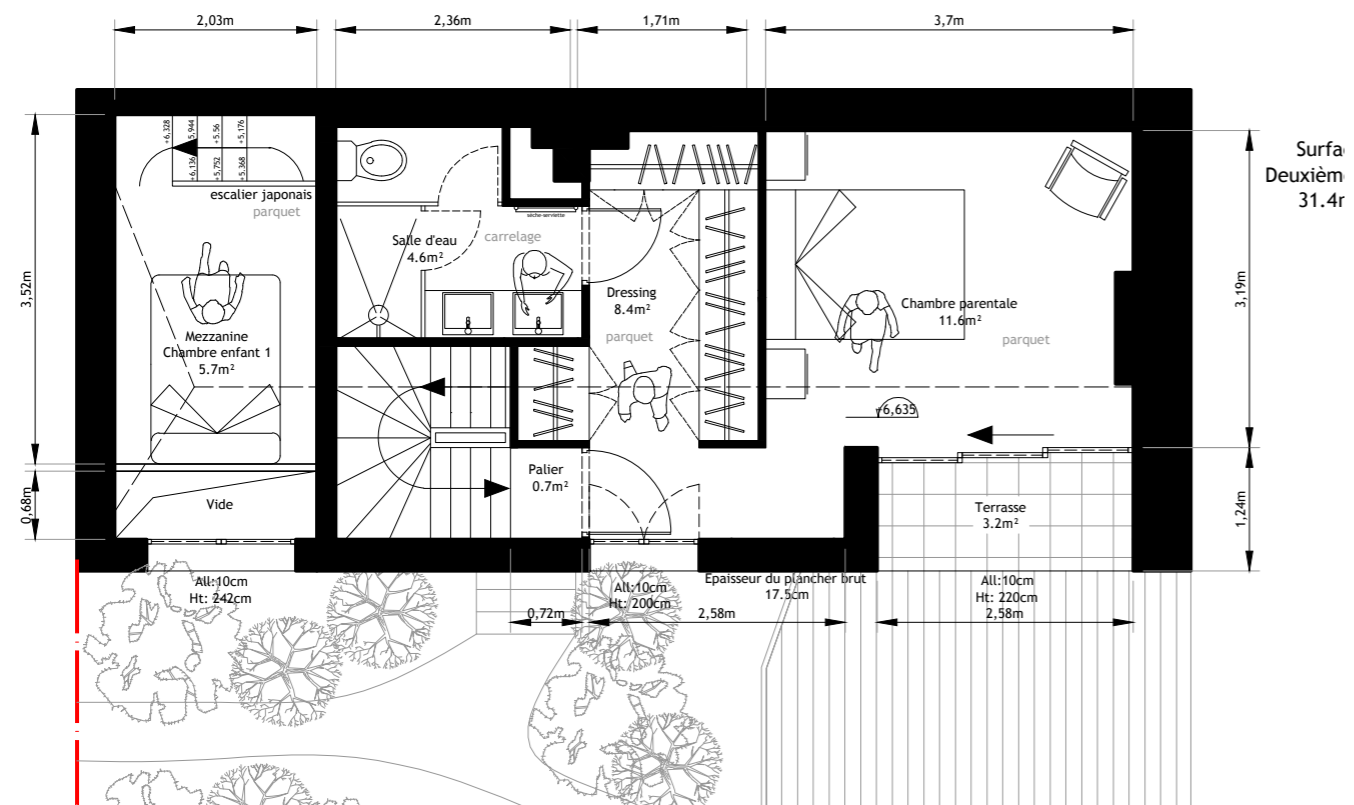 2,03m
2,36m
1,71m
3,7m
+6,328
+5,944
+5.56
+5,176
+6,136
+5,752
+5.368
escalier japonais
parquet
3,52m
Mezzanine
Chambre enfant 1
5.7m²
0,68m
Vide
Salle d'eau
4.6m²
carrelage
sèche-serviette
Dressing
8.4m²
parquet
Chambre parentale
11.6m²
parquet
+6,635
3,19m
Surfa
Deuxième
31.4
Palier
0.7m²
Terrasse
3.2m²
1,24m
All:10cm
Ht: 242cm
All:10cm
Ht: 200cm
Epaisseur du plancher brut
17.5cm
All:10cm
Ht: 220cm
0,72m
2,58m
2,58m